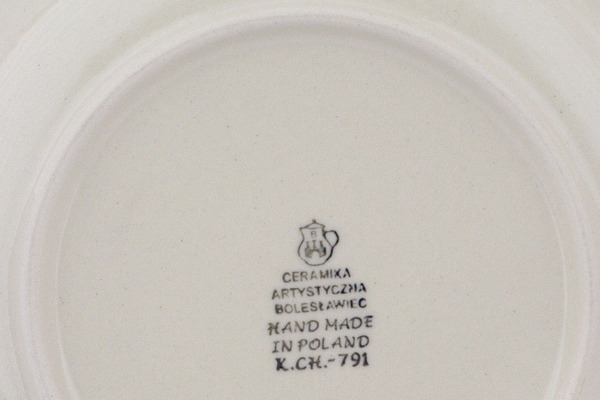 B
CERAMIKA
ARTYSTYCZNA
BOLESŁAWIEC
HAND MADE
IN POLAND
K.CH.-791